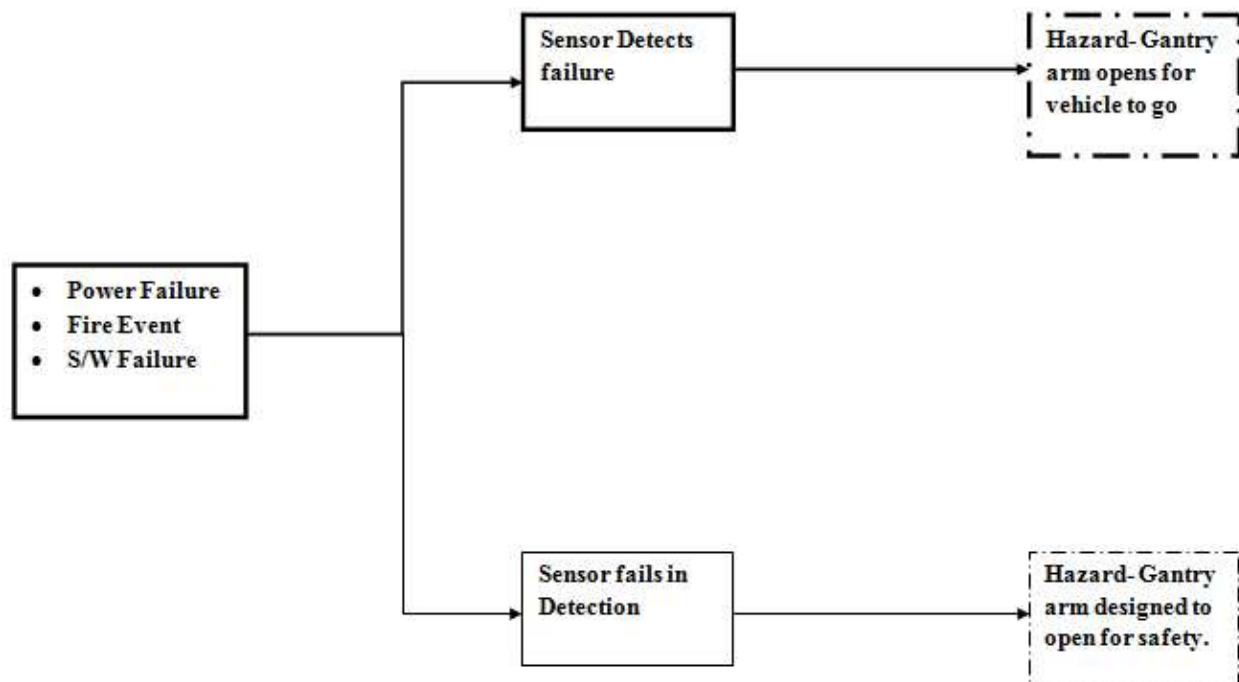 Sensor Detects
failure
Hazard- Gantry
arm opens for
vehicle to go
• Power Failure
• Fire Event
• S/W Failure
Sensor fails in
Detection
Hazard- Gantry
arm designed to
open for safety.